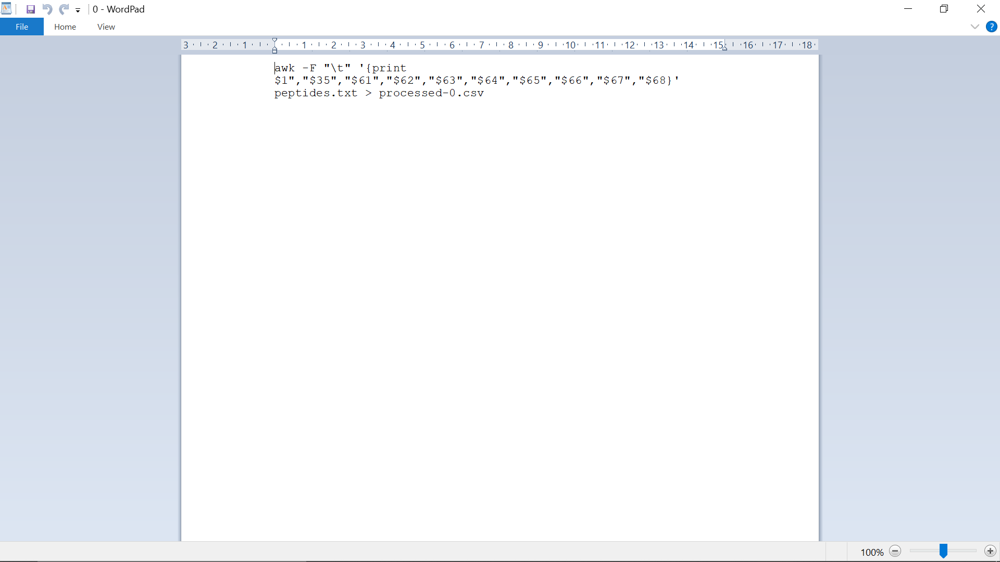 0 - WordPad
File Home View ?
3 2 1 1 2 3 4 5 6 7 8 9 10 11 12 13 14 15 16 17 18
awk -F "\t" '{print
$1","$35","$61","$62","$63","$64","$65","$66","$67","$68}'
peptides.txt > processed-0.csv
100%